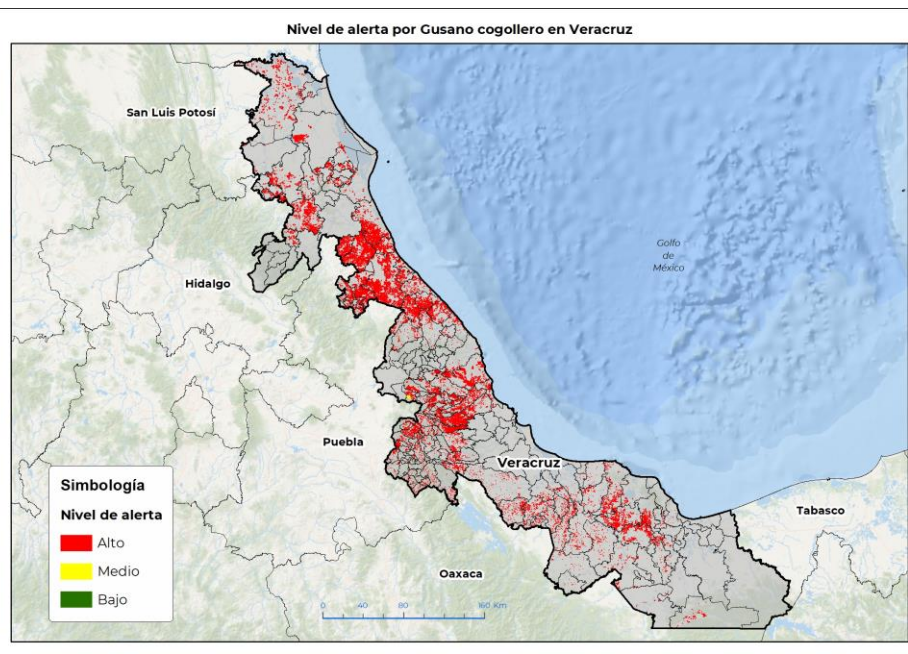 Nivel de alerta por Gusano cogollero en Veracruz
San Luis Potosí
Golfo
de
México
Hidalgo
Puebla
Veracruz
Tabasco
Oaxaca
Simbología
Nivel de alerta
Alto
Medio
Bajo
0 40 80 160 Km